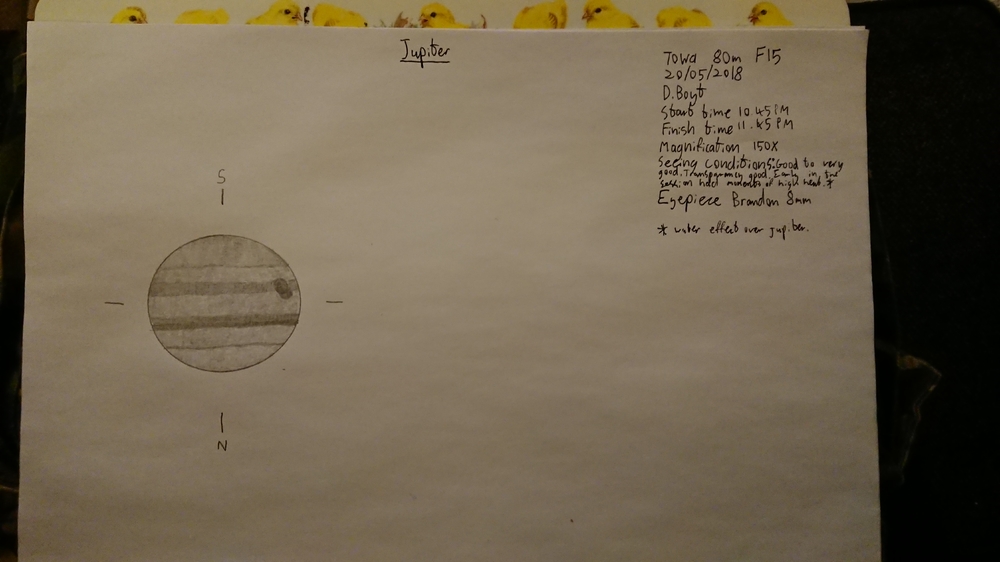 Jupiter
Towa 80m F15
20/05/2018
D.Boyt
Start time 10.45PM
Finish time 11.45PM
Magnification 150X
Seeing conditions: Good to very
good. Transparency good. Early in the
session had moments of high heat.*
Eyepiece Brandon 8mm
* water effect over Jupiter.
S
N